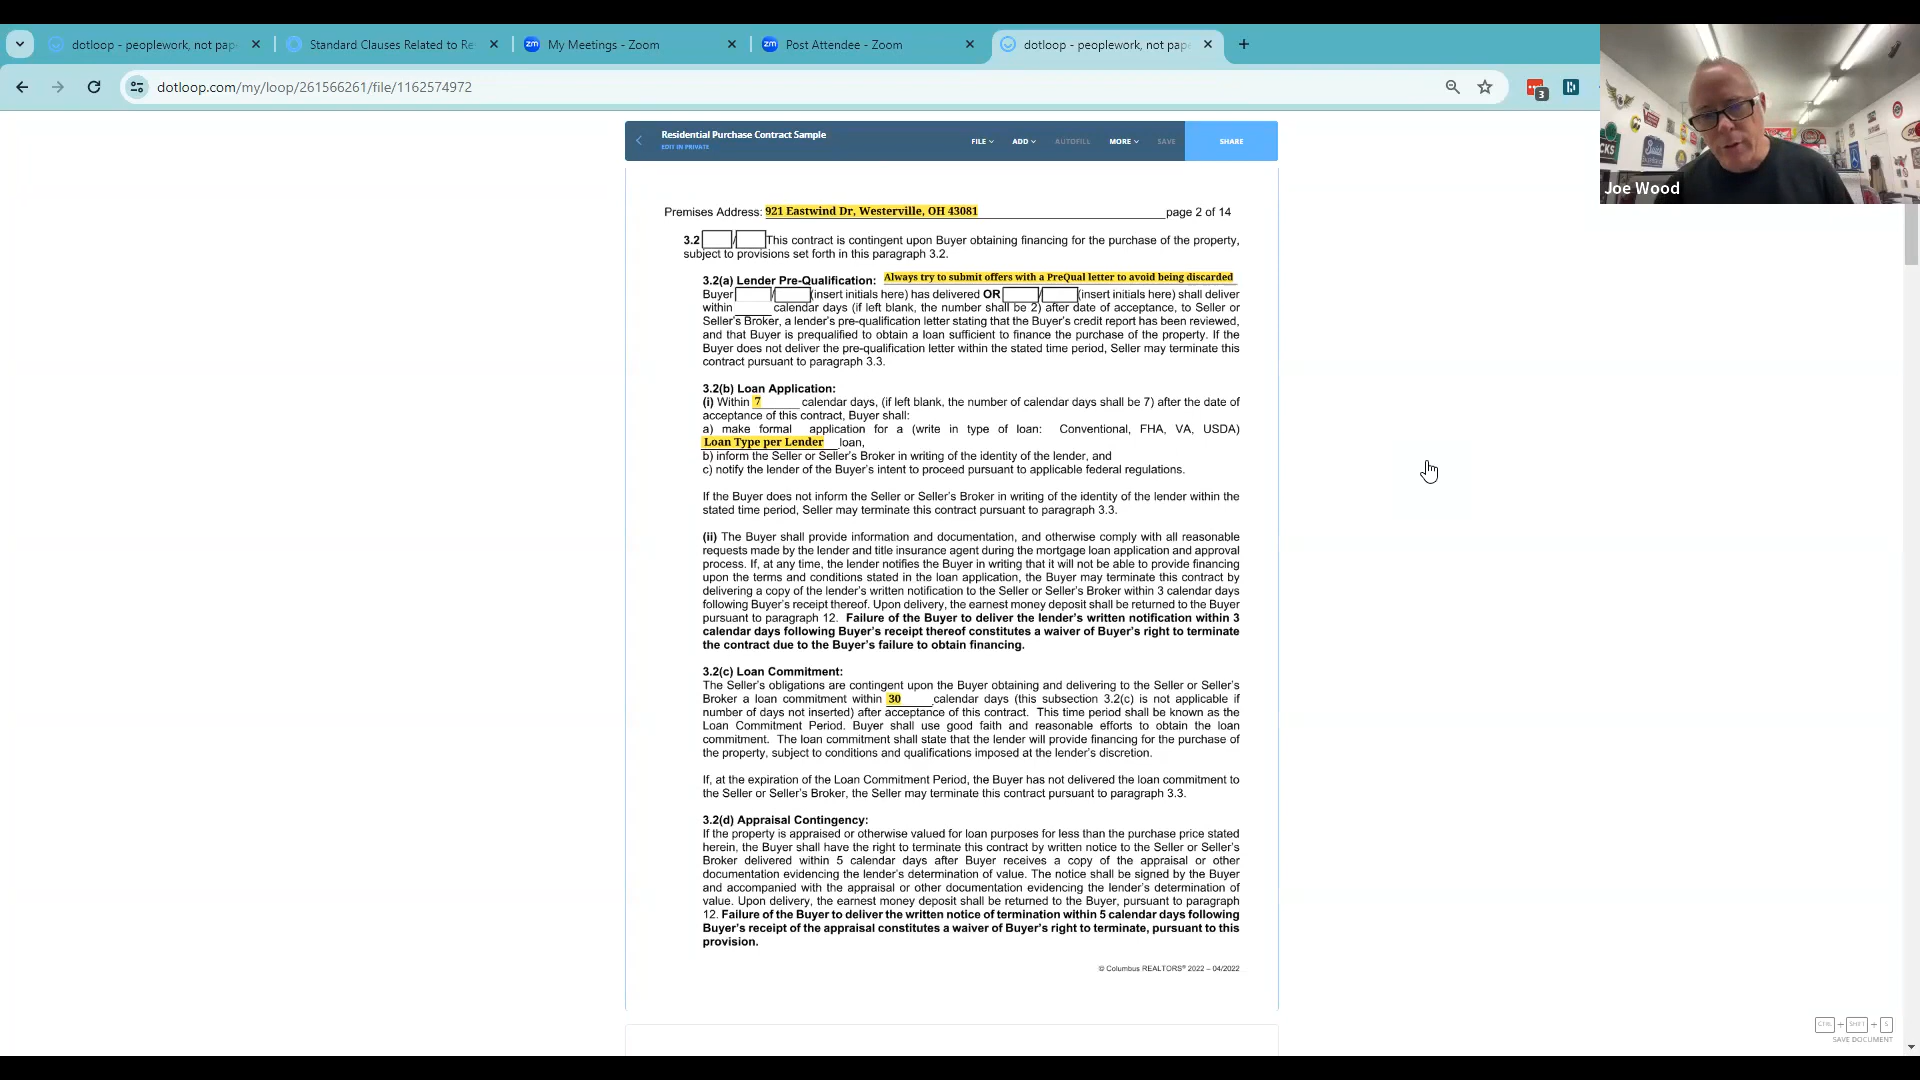 dotloop - peoplework, not pap
Standard Clauses Related to Re
zm My Meetings - Zoom
zm Post Attendee - Zoom
dotloop - peoplework, not pape
dotloop.com/my/loop/261566261/file/1162574972
3
Joe Wood
Residential Purchase Contract Sample
EDIT IN PRIVATE
FILE
ADD
AUTOFILL
MORE
SAVE
SHARE
Premises Address: 921 Eastwind Dr, Westerville, OH 43081 page 2 of 14
3.2 / This contract is contingent upon Buyer obtaining financing for the purchase of the property,
subject to provisions set forth in this paragraph 3.2.
3.2(a) Lender Pre-Qualification: Always try to submit offers with a PreQual letter to avoid being discarded
Buyer / (insert initials here) has delivered OR / (insert initials here) shall deliver
within calendar days (if left blank, the number shall be 2) after date of acceptance, to Seller or
Seller's Broker, a lender's pre-qualification letter stating that the Buyer's credit report has been reviewed,
and that Buyer is prequalified to obtain a loan sufficient to finance the purchase of the property. If the
Buyer does not deliver the pre-qualification letter within the stated time period, Seller may terminate this
contract pursuant to paragraph 3.3.
3.2(b) Loan Application:
(i) Within 7 calendar days, (if left blank, the number of calendar days shall be 7) after the date of
acceptance of this contract, Buyer shall:
a) make formal application for a (write in type of loan: Conventional, FHA, VA, USDA)
Loan Type per Lender loan,
b) inform the Seller or Seller's Broker in writing of the identity of the lender, and
c) notify the lender of the Buyer's intent to proceed pursuant to applicable federal regulations.
If the Buyer does not inform the Seller or Seller's Broker in writing of the identity of the lender within the
stated time period, Seller may terminate this contract pursuant to paragraph 3.3.
(ii) The Buyer shall provide information and documentation, and otherwise comply with all reasonable
requests made by the lender and title insurance agent during the mortgage loan application and approval
process. If, at any time, the lender notifies the Buyer in writing that it will not be able to provide financing
upon the terms and conditions stated in the loan application, the Buyer may terminate this contract by
delivering a copy of the lender's written notification to the Seller or Seller's Broker within 3 calendar days
following Buyer's receipt thereof. Upon delivery, the earnest money deposit shall be returned to the Buyer
pursuant to paragraph 12. Failure of the Buyer to deliver the lender's written notification within 3
calendar days following Buyer's receipt thereof constitutes a waiver of Buyer's right to terminate
the contract due to the Buyer's failure to obtain financing.
3.2(c) Loan Commitment:
The Seller's obligations are contingent upon the Buyer obtaining and delivering to the Seller or Seller's
Broker a loan commitment within 30 calendar days (this subsection 3.2(c) is not applicable if
number of days not inserted) after acceptance of this contract. This time period shall be known as the
Loan Commitment Period. Buyer shall use good faith and reasonable efforts to obtain the loan
commitment. The loan commitment shall state that the lender will provide financing for the purchase of
the property, subject to conditions and qualifications imposed at the lender's discretion.
If, at the expiration of the Loan Commitment Period, the Buyer has not delivered the loan commitment to
the Seller or Seller's Broker, the Seller may terminate this contract pursuant to paragraph 3.3.
3.2(d) Appraisal Contingency:
If the property is appraised or otherwise valued for loan purposes for less than the purchase price stated
herein, the Buyer shall have the right to terminate this contract by written notice to the Seller or Seller's
Broker delivered within 5 calendar days after Buyer receives a copy of the appraisal or other
documentation evidencing the lender's determination of value. The notice shall be signed by the Buyer
and accompanied with the appraisal or other documentation evidencing the lender's determination of
value. Upon delivery, the earnest money deposit shall be returned to the Buyer, pursuant to paragraph
12. Failure of the Buyer to deliver the written notice of termination within 5 calendar days following
Buyer's receipt of the appraisal constitutes a waiver of Buyer's right to terminate, pursuant to this
provision.
© Columbus REALTORS® 2022 – 04/2022
CTRL + SHIFT + S
SAVE DOCUMENT